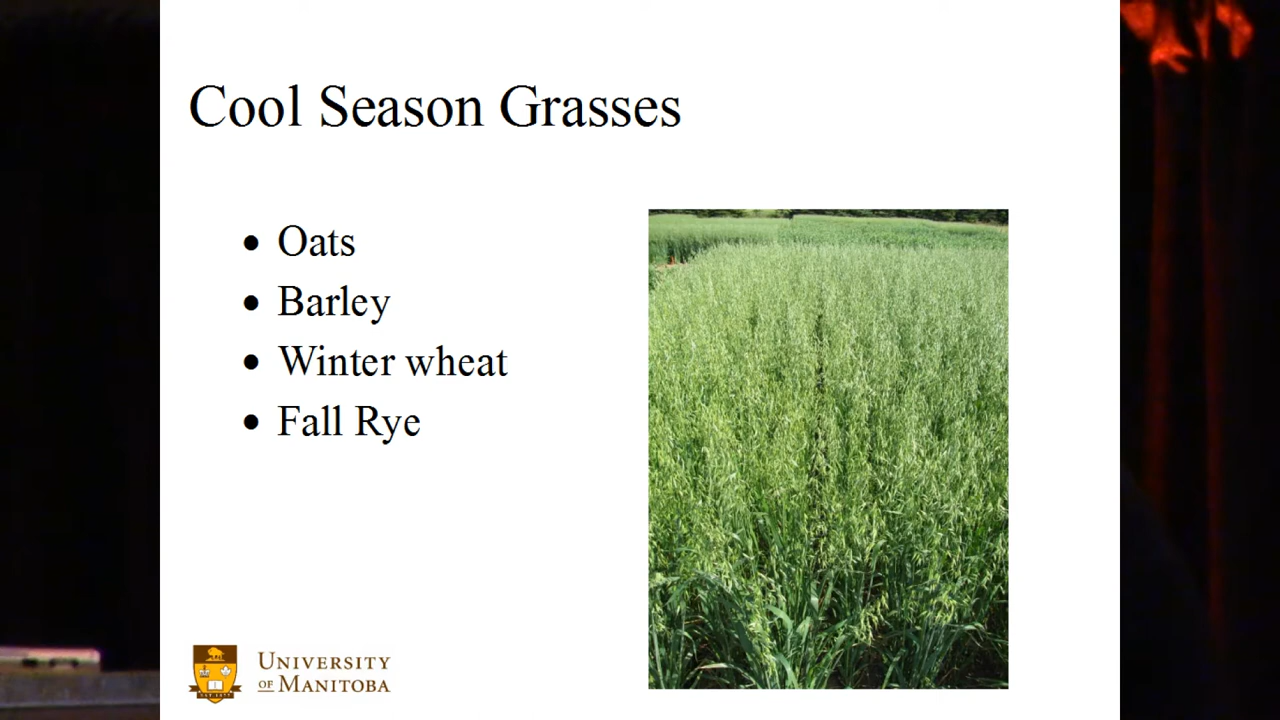 Cool Season Grasses
• Oats
• Barley
• Winter wheat
• Fall Rye
UNIVERSITY
OF MANITOBA